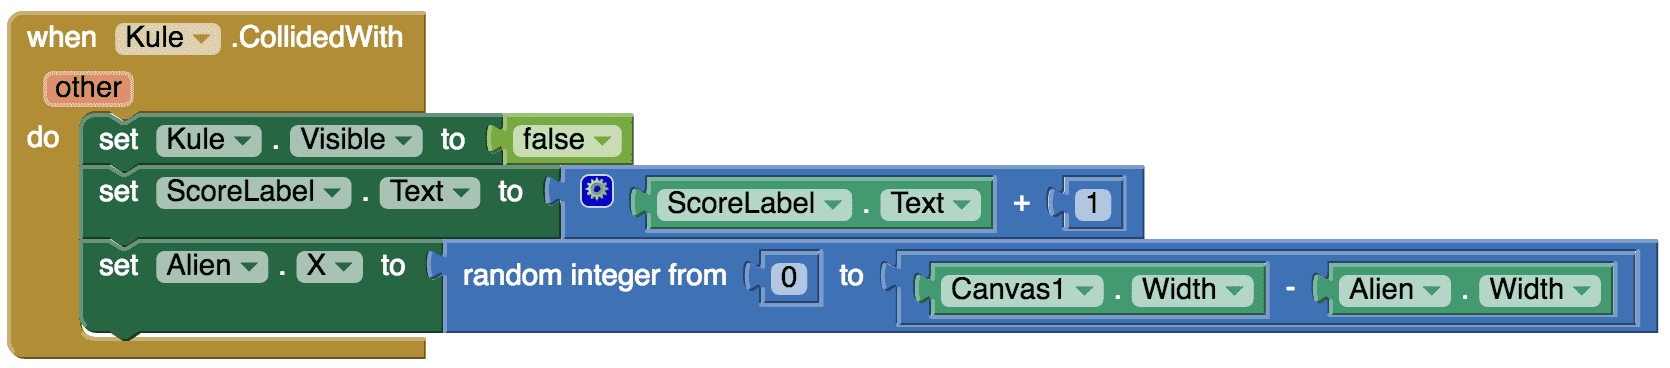 when Kule .CollidedWith
other
do set Kule . Visible to false
set ScoreLabel . Text to ScoreLabel . Text + 1
set Alien . X to random integer from 0 to Canvas1 . Width - Alien . Width